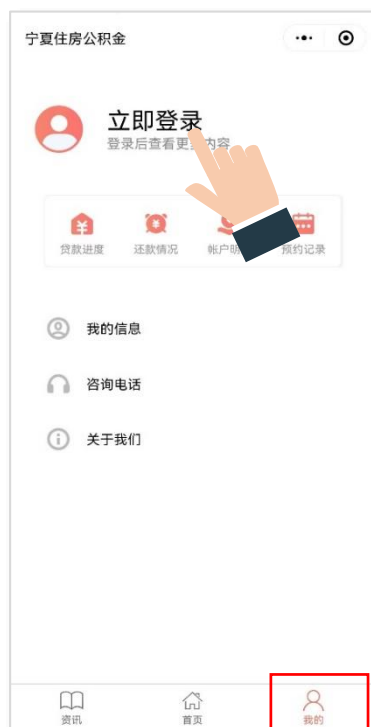 宁夏住房公积金
立即登录
登录后查看更 内容
贷款进度 还款情况 帐户明 预约记录
我的信息
咨询电话
关于我们
资讯 首页 我的